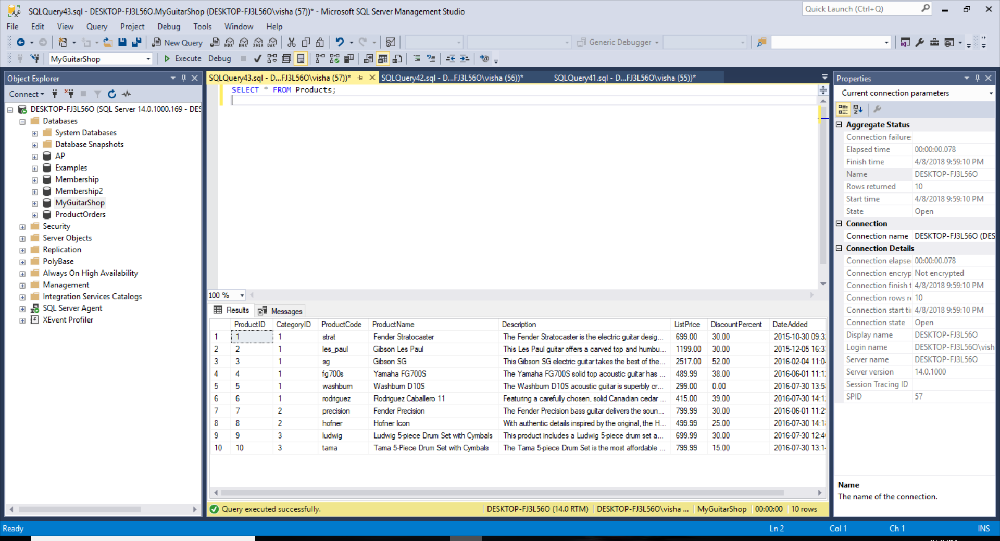 SQLQuery43.sql - DESKTOP-FJ3L56O.MyGuitarShop (DESKTOP-FJ3L56O\visha (57))* - Microsoft SQL Server Management Studio
Quick Launch (Ctrl+Q)
File Edit View Query Project Debug Tools Window Help
New Query MDX DMX XMLA DAX Generic Debugger
MyGuitarShop Execute Debug
Object Explorer
Connect
DESKTOP-FJ3L56O (SQL Server 14.0.1000.169 - DES
Databases
System Databases
Database Snapshots
AP
Examples
Membership
Membership2
MyGuitarShop
ProductOrders
Security
Server Objects
Replication
PolyBase
Always On High Availability
Management
Integration Services Catalogs
SQL Server Agent
XEvent Profiler
SQLQuery43.sql - D...FJ3L56O\visha (57))* SQLQuery42.sql - D...FJ3L56O\visha (56))* SQLQuery41.sql - D...FJ3L56O\visha (55))*
SELECT * FROM Products;
100 %
Results Messages
ProductID CategoryID ProductCode ProductName Description ListPrice DiscountPercent DateAdded
1 1 1 strat Fender Stratocaster The Fender Stratocaster is the electric guitar desig... 699.00 30.00 2015-10-30 09:3
2 2 1 les_paul Gibson Les Paul This Les Paul guitar offers a carved top and humbu... 1199.00 30.00 2015-12-05 16:3
3 3 1 sg Gibson SG This Gibson SG electric guitar takes the best of the... 2517.00 52.00 2016-02-04 11:0
4 4 1 fg700s Yamaha FG700S The Yamaha FG700S solid top acoustic guitar has ... 489.99 38.00 2016-06-01 11:1
5 5 1 washburn Washburn D10S The Washburn D10S acoustic guitar is superbly cr... 299.00 0.00 2016-07-30 13:5
6 6 1 rodriguez Rodriguez Caballero 11 Featuring a carefully chosen, solid Canadian cedar ... 415.00 39.00 2016-07-30 14:1
7 7 2 precision Fender Precision The Fender Precision bass guitar delivers the soun... 799.99 30.00 2016-06-01 11:2
8 8 2 hofner Hofner Icon With authentic details inspired by the original, the H... 499.99 25.00 2016-07-30 14:1
9 9 3 ludwig Ludwig 5-piece Drum Set with Cymbals This product includes a Ludwig 5-piece drum set a... 699.99 30.00 2016-07-30 12:4
10 10 3 tama Tama 5-Piece Drum Set with Cymbals The Tama 5-piece Drum Set is the most affordable ... 799.99 15.00 2016-07-30 13:1
Query executed successfully. DESKTOP-FJ3L56O (14.0 RTM) DESKTOP-FJ3L56O\visha ... MyGuitarShop 00:00:00 10 rows
Properties
Current connection parameters
Aggregate Status
Connection failures
Elapsed time 00:00:00.078
Finish time 4/8/2018 9:59:10 PM
Name DESKTOP-FJ3L56O
Rows returned 10
Start time 4/8/2018 9:59:10 PM
State Open
Connection
Connection name DESKTOP-FJ3L56O (DES
Connection Details
Connection elapse 00:00:00.078
Connection encryp Not encrypted
Connection finish t 4/8/2018 9:59:10 PM
Connection rows re 10
Connection start ti 4/8/2018 9:59:10 PM
Connection state Open
Display name DESKTOP-FJ3L56O
Login name DESKTOP-FJ3L56O\vish
Server name DESKTOP-FJ3L56O
Server version 14.0.1000
Session Tracing ID
SPID 57
Name
The name of the connection.
Ready Ln 2 Col 1 Ch 1 INS